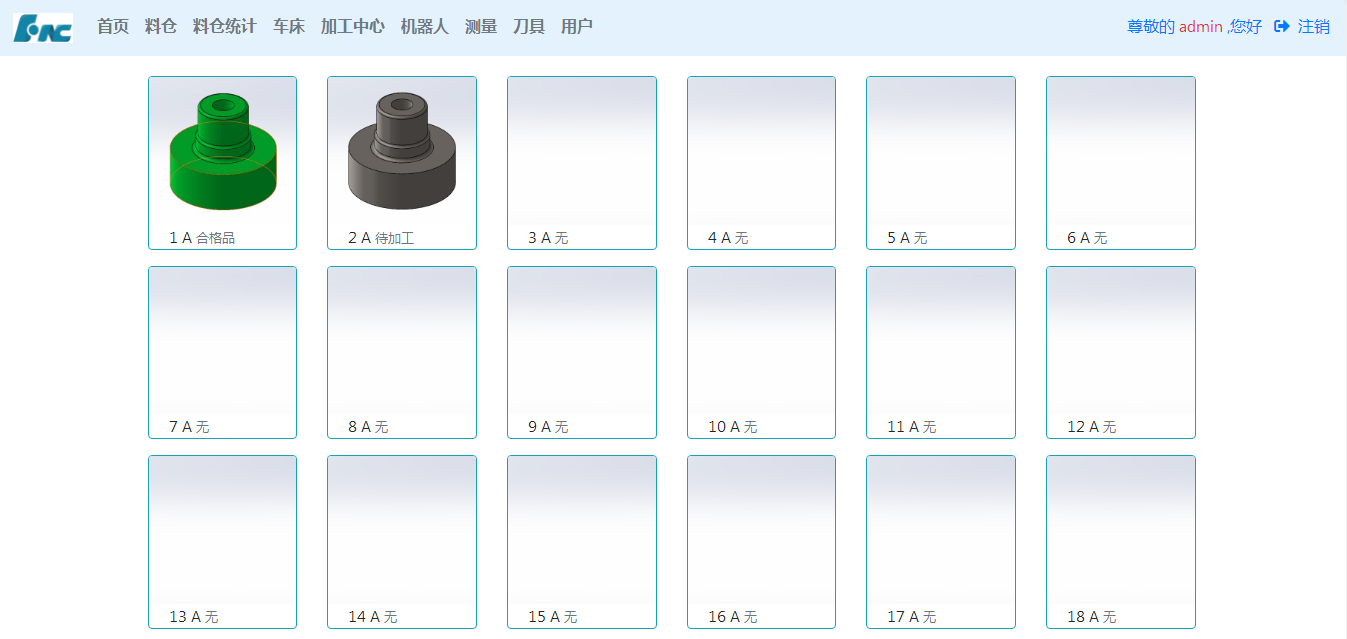 HNC 首页 料仓 料仓统计 车床 加工中心 机器人 测量 刀具 用户 尊敬的 admin ,您好 注销
1 A 合格品 2 A 待加工 3 A 无 4 A 无 5 A 无 6 A 无
7 A 无 8 A 无 9 A 无 10 A 无 11 A 无 12 A 无
13 A 无 14 A 无 15 A 无 16 A 无 17 A 无 18 A 无